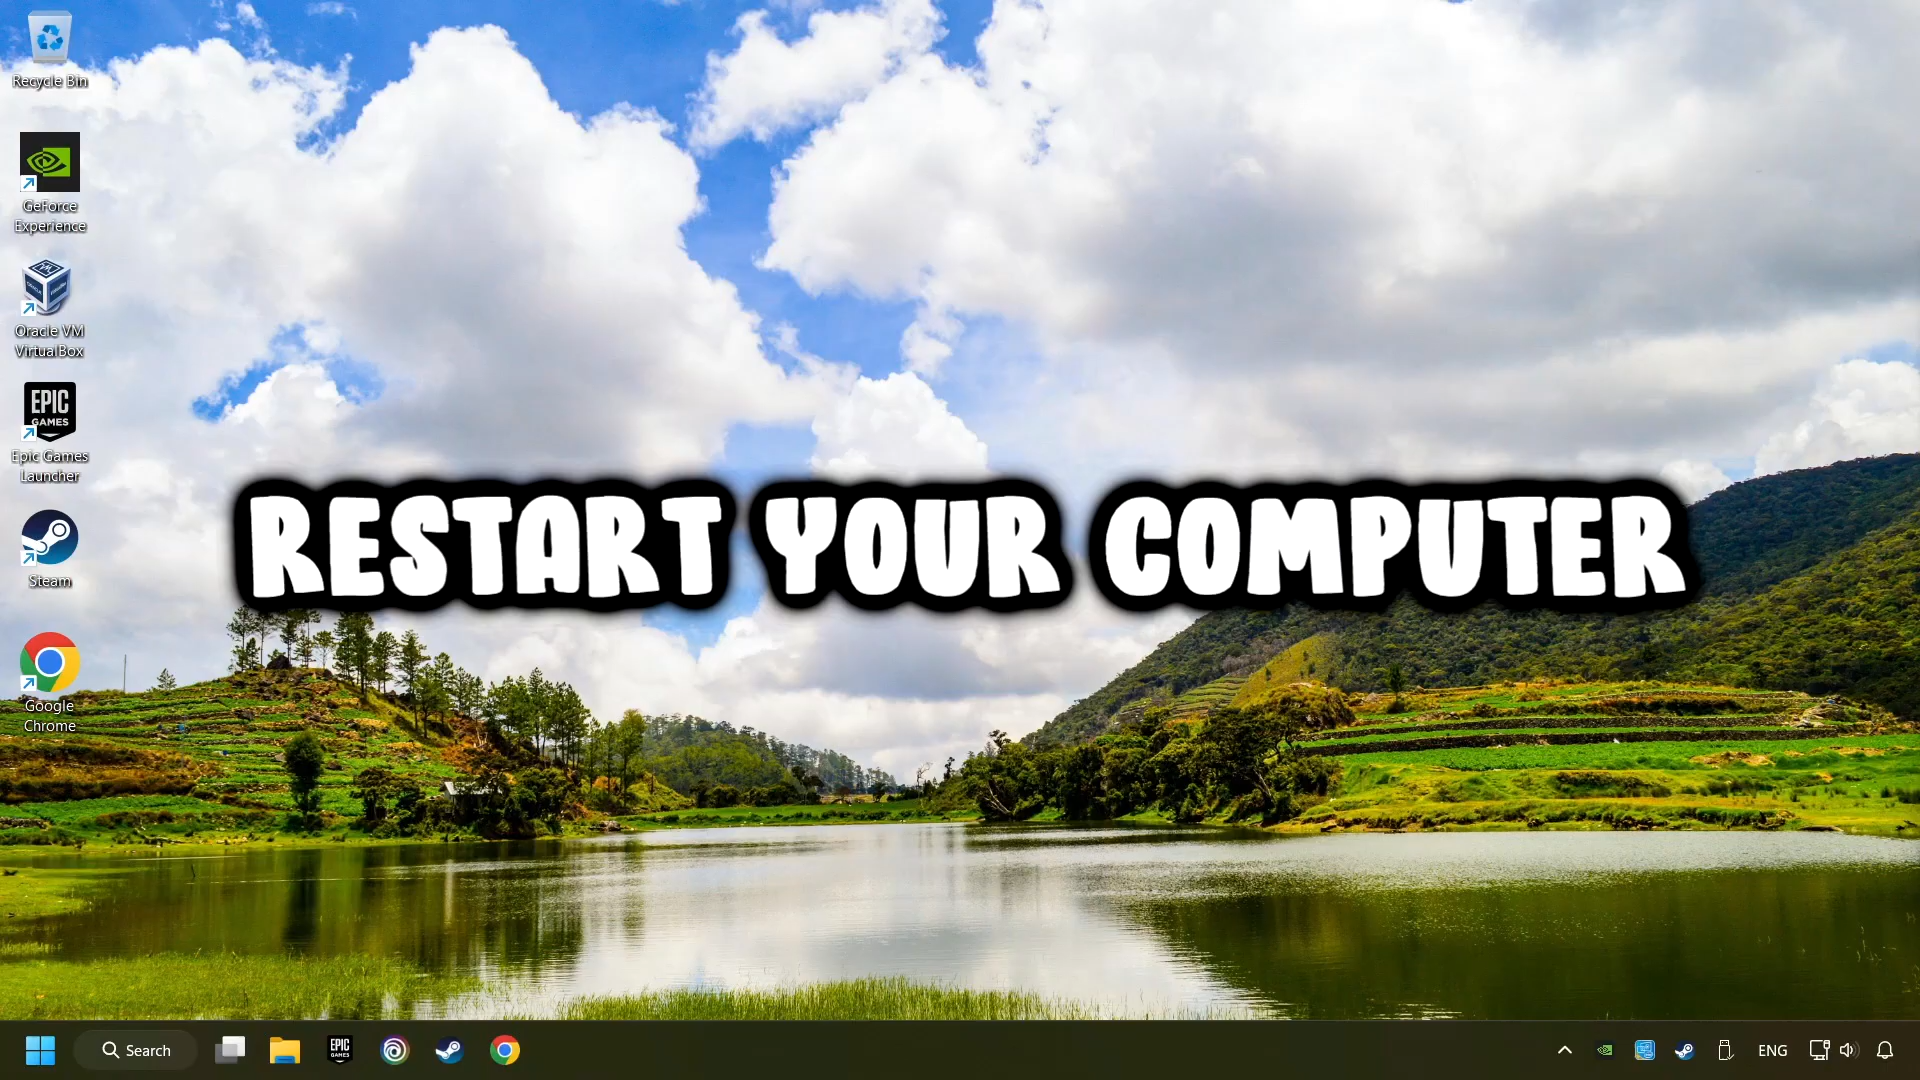 Recycle Bin
GeForce
Experience
Oracle VM
VirtualBox
EPIC
GAMES
Epic Games
Launcher
Steam
Google
Chrome
RESTART YOUR COMPUTER
Search
EPIC
GAMES
ENG